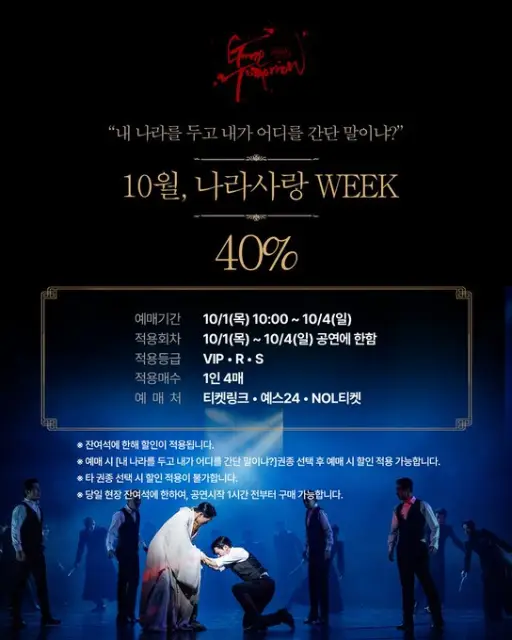 Gone Tomorrow
“내 나라를 두고 내가 어디를 간단 말이냐?”
10월, 나라사랑 WEEK
40%
예매기간 10/1(목) 10:00 ~ 10/4(일)
적용회차 10/1(목) ~ 10/4(일) 공연에 한함
적용등급 VIP • R • S
적용매수 1인 4매
예 매 처 티켓링크 • 예스24 • NOL티켓
※ 잔여석에 한해 할인이 적용됩니다.
※ 예매 시 [내 나라를 두고 내가 어디를 간단 말이냐?]권종 선택 후 예매 시 할인 적용 가능합니다.
※ 타 권종 선택 시 할인 적용이 불가합니다.
※ 당일 현장 잔여석에 한하여, 공연시작 1시간 전부터 구매 가능합니다.